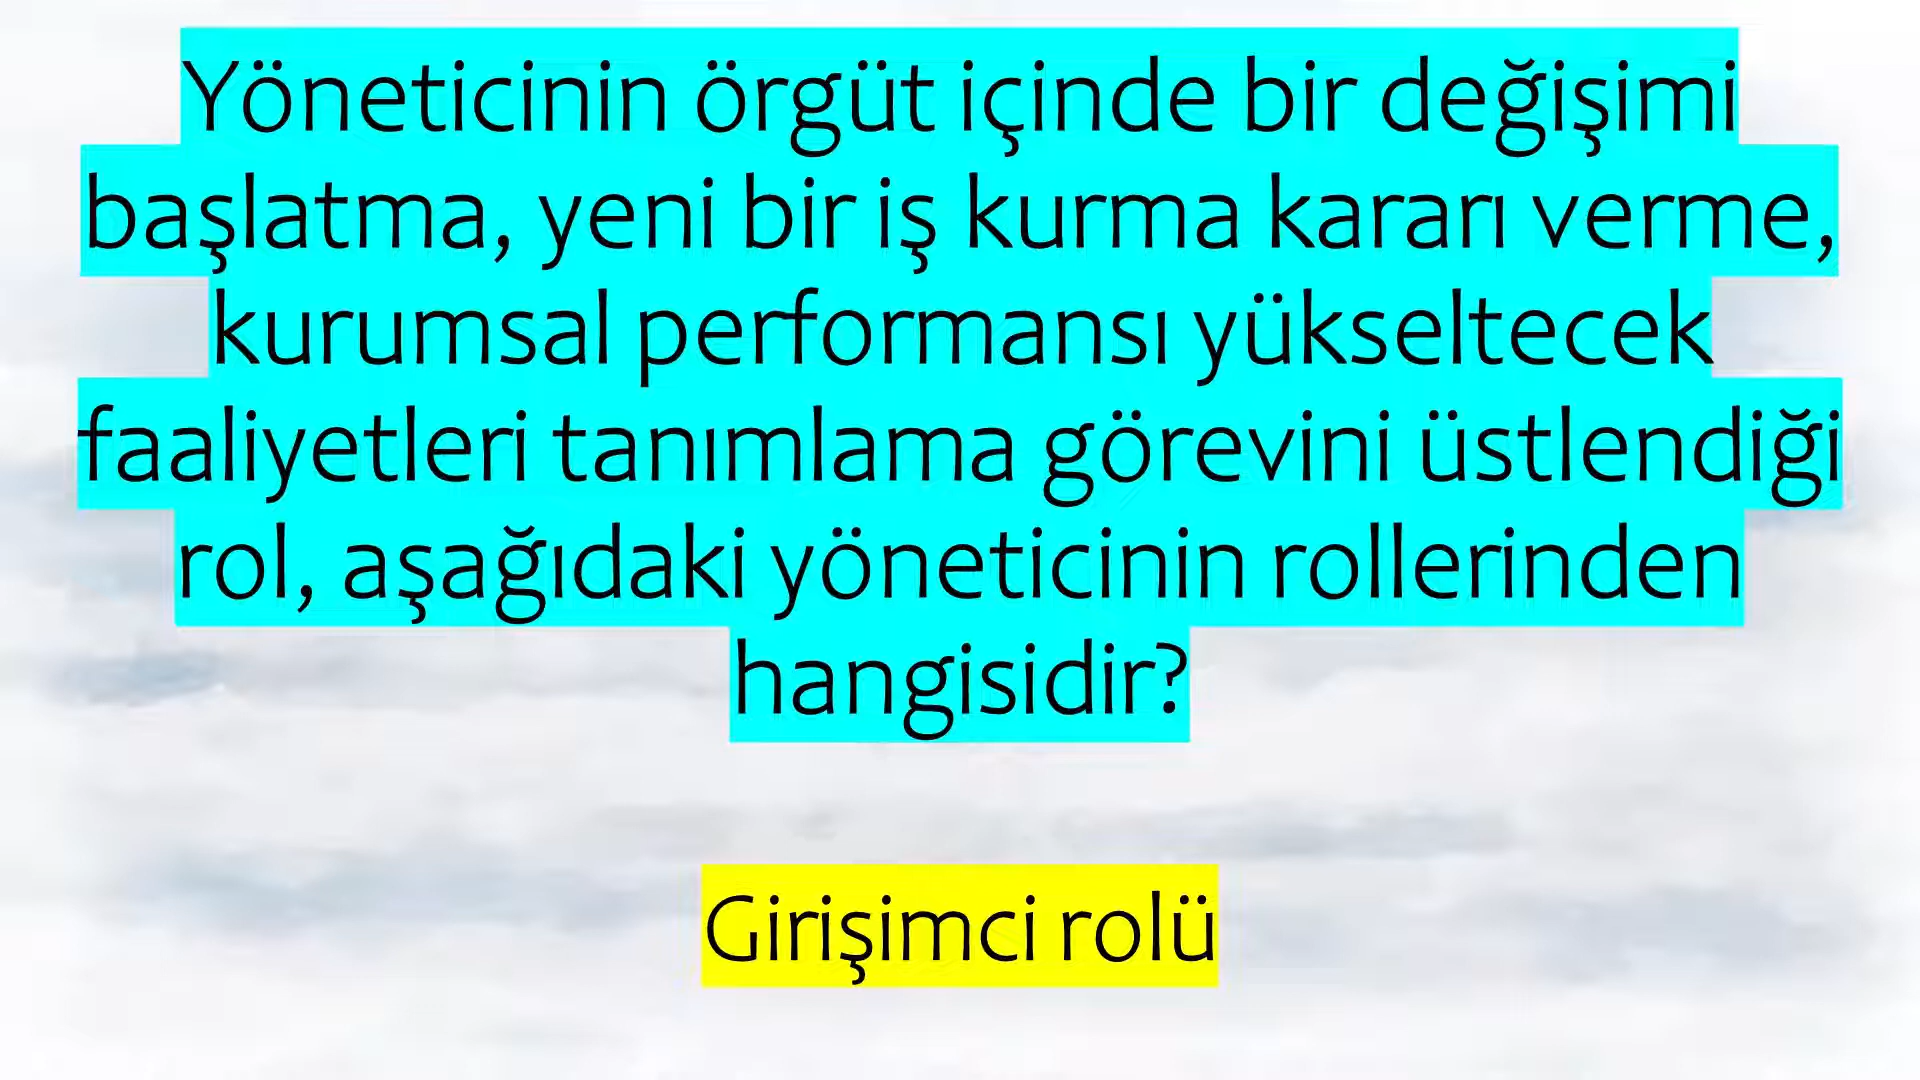 Yöneticinin örgüt içinde bir değişimi
başlatma, yeni bir iş kurma kararı verme,
kurumsal performansı yükseltecek
faaliyetleri tanımlama görevini üstlendiği
rol, aşağıdaki yöneticinin rollerinden
hangisidir?
Girişimci rolü